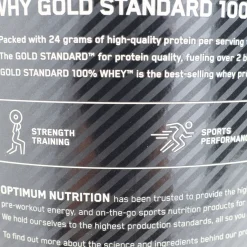 WHY GOLD STANDARD 100
Packed with 24 grams of high-quality protein per serving
The GOLD STANDARD™ for protein quality, fueling over 2
GOLD STANDARD 100% WHEY™ is the best-selling whey
STRENGTH
TRAINING
SPORTS
PERFORMANCE
OPTIMUM NUTRITION has been trusted to provide the
pre-workout energy, and on-the-go sports nutrition products for
We hold ourselves to the highest production standards, all so you
To find out more about the science and ingredients behind our